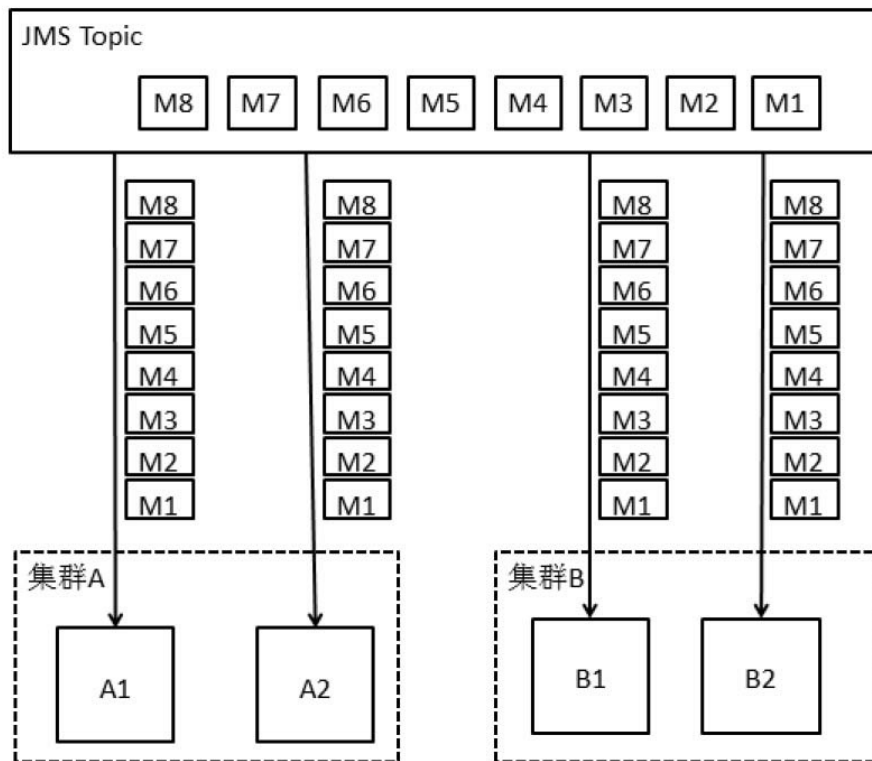 JMS Topic
M8 M7 M6 M5 M4 M3 M2 M1
M8 M8 M8 M8
M7 M7 M7 M7
M6 M6 M6 M6
M5 M5 M5 M5
M4 M4 M4 M4
M3 M3 M3 M3
M2 M2 M2 M2
M1 M1 M1 M1
集群A 集群B
A1 A2 B1 B2